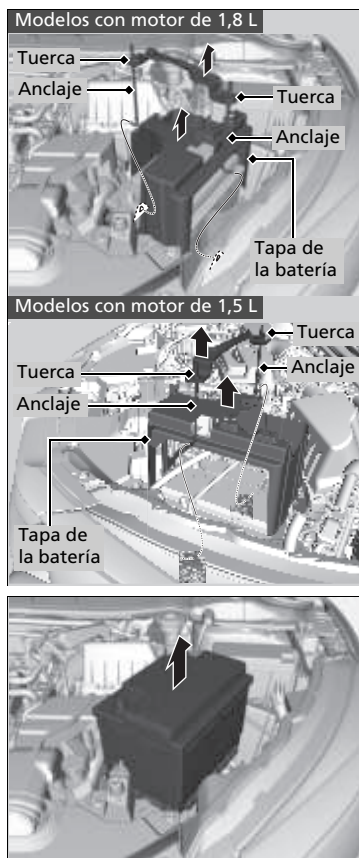 Modelos con motor de 1,8 L
Tuerca
Anclaje
Tuerca
Anclaje
Tapa de
la batería
Modelos con motor de 1,5 L
Tuerca
Tuerca
Anclaje
Anclaje
Tapa de
la batería